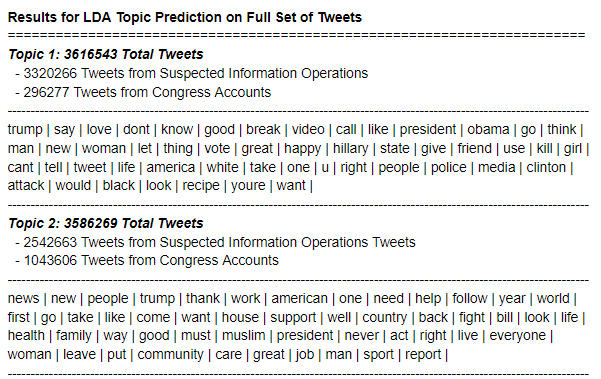 Results for LDA Topic Prediction on Full Set of Tweets
=========================================================================
Topic 1: 3616543 Total Tweets
- 3320266 Tweets from Suspected Information Operations
- 296277 Tweets from Congress Accounts
---------------------------------------------------------------------------
trump | say | love | dont | know | good | break | video | call | like | president | obama | go | think |
man | new | woman | let | thing | vote | great | happy | hillary | state | give | friend | use | kill | girl |
cant | tell | tweet | life | america | white | take | one | u | right | people | police | media | clinton |
attack | would | black | look | recipe | youre | want |
---------------------------------------------------------------------------
Topic 2: 3586269 Total Tweets
- 2542663 Tweets from Suspected Information Operations Tweets
- 1043606 Tweets from Congress Accounts
---------------------------------------------------------------------------
news | new | people | trump | thank | work | american | one | need | help | follow | year | world |
first | go | take | like | come | want | house | support | well | country | back | fight | bill | look | life |
health | family | way | good | must | muslim | president | never | act | right | live | everyone |
woman | leave | put | community | care | great | job | man | sport | report |
---------------------------------------------------------------------------